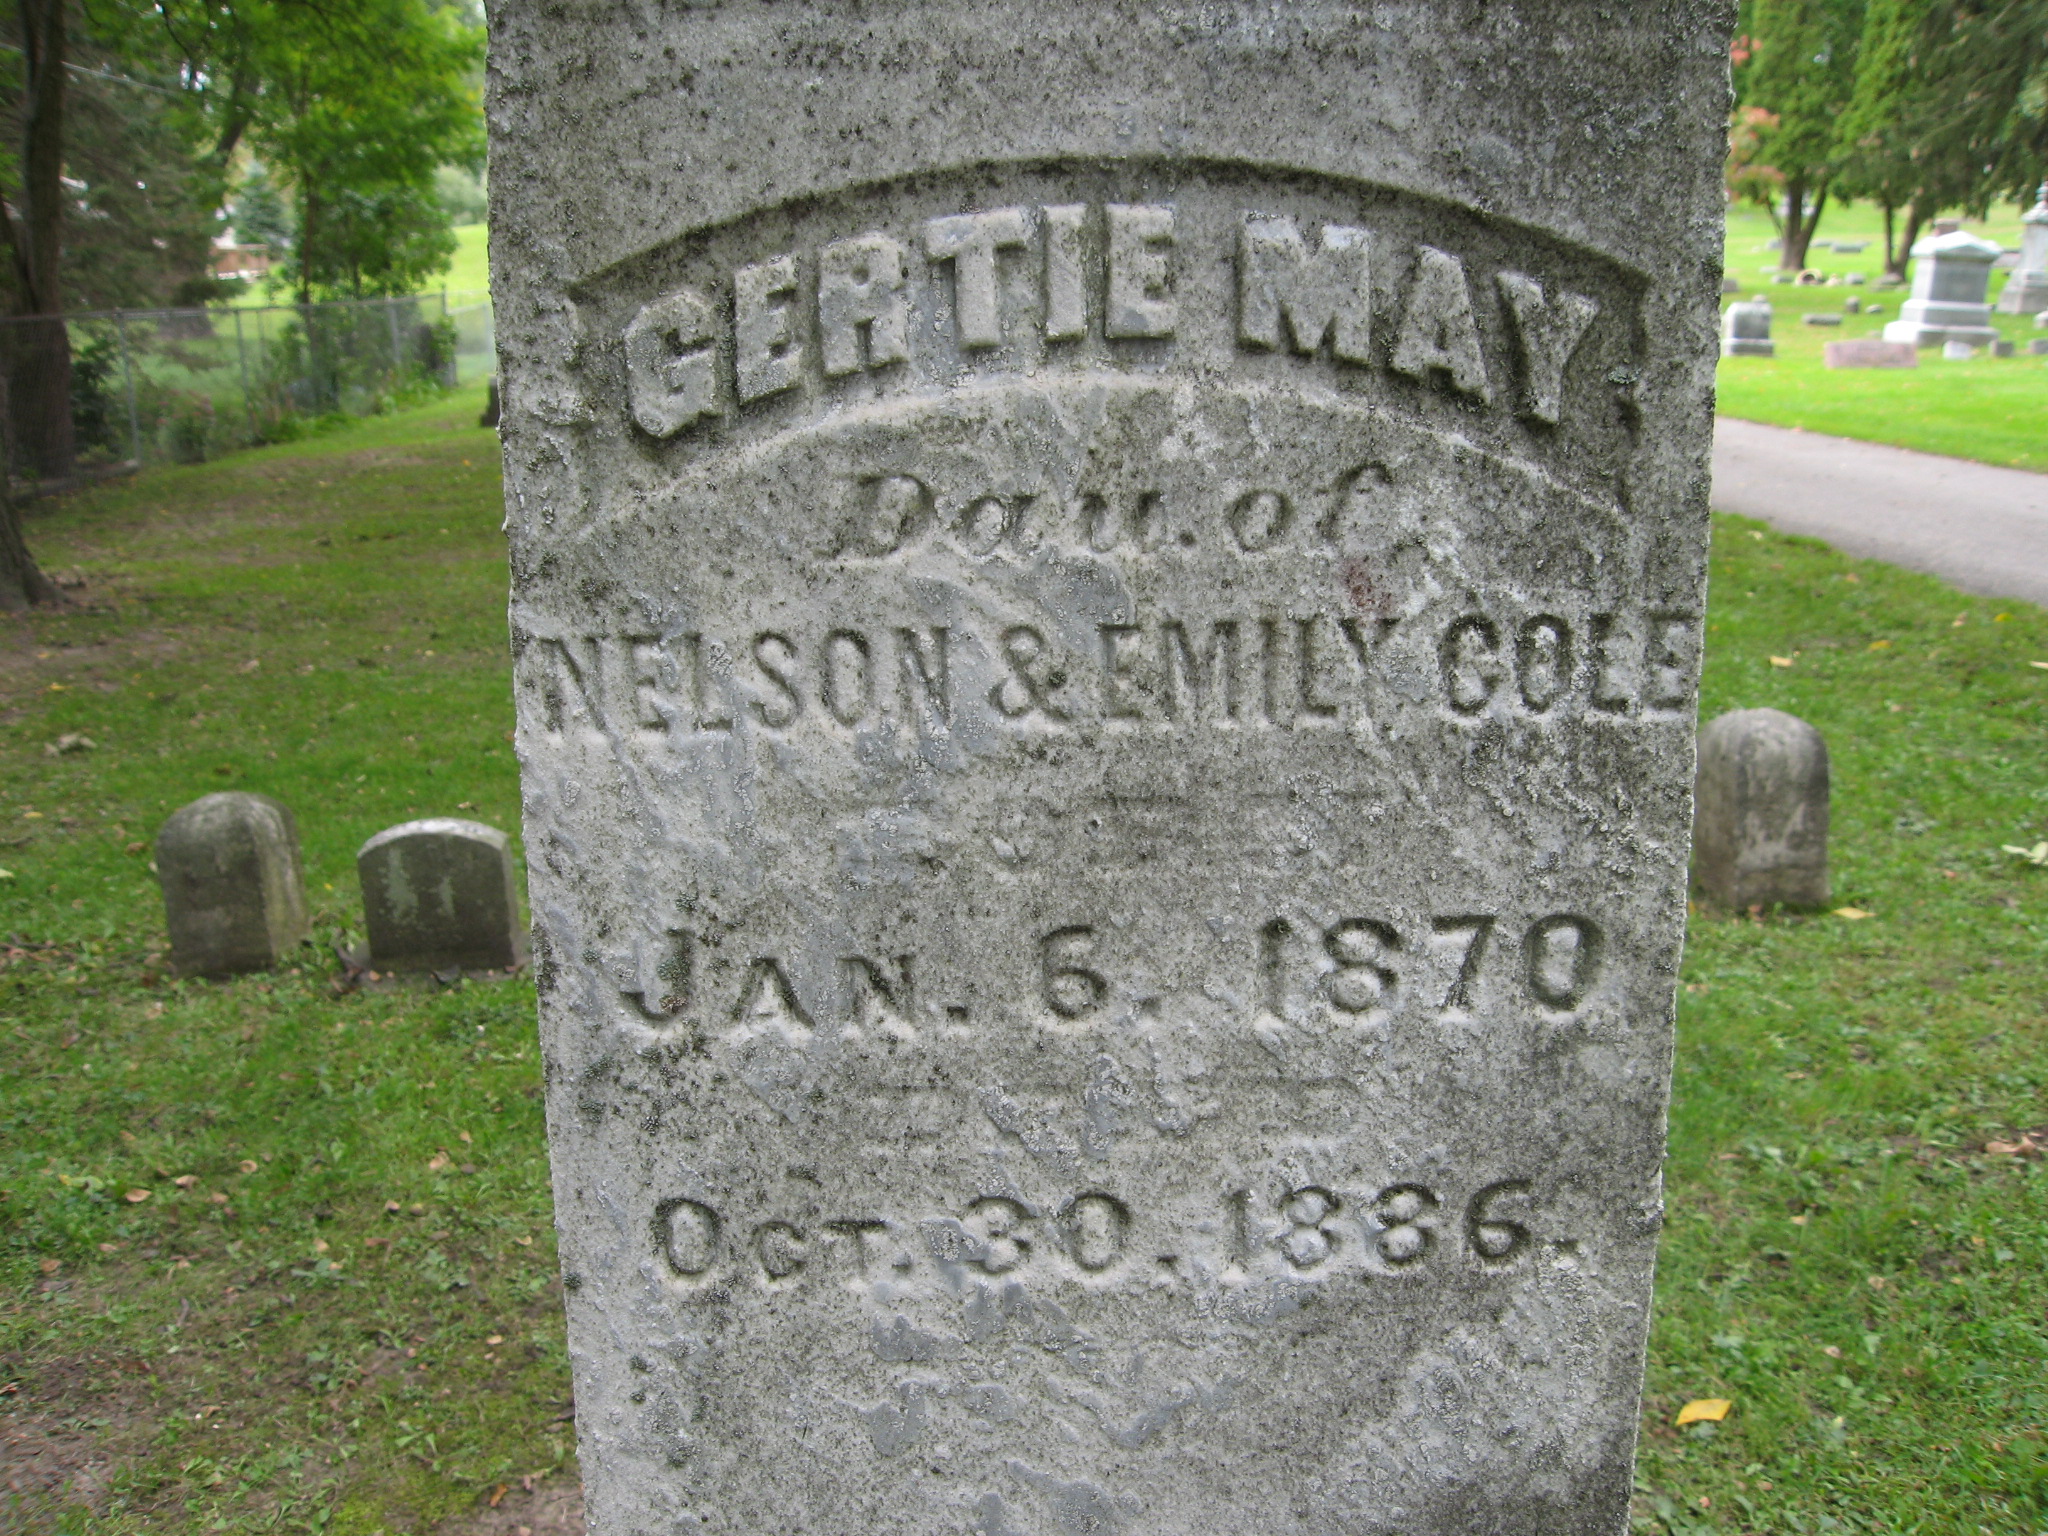 GERTIE MAY
Dau. of
NELSON & EMILY COLE
JAN. 6. 1870
OCT. 30. 1886.